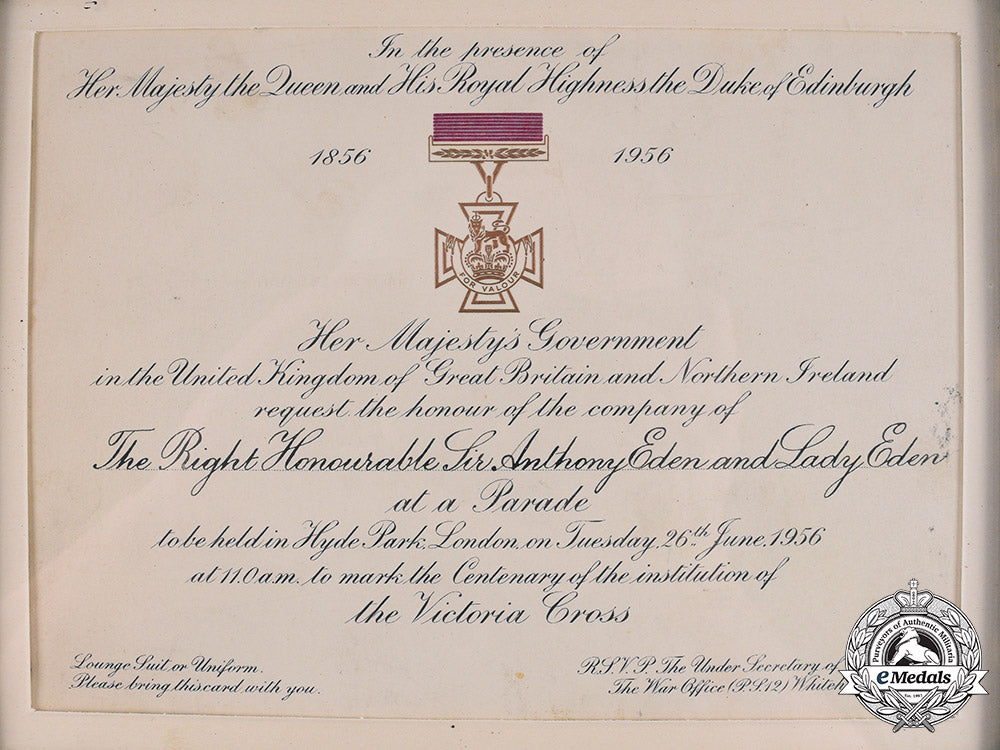 In the presence of
Her Majesty the Queen and His Royal Highness the Duke of Edinburgh
1856 1956
FOR VALOUR
Her Majesty's Government
in the United Kingdom of Great Britain and Northern Ireland
request the honour of the company of
The Right Honourable Sir Anthony Eden and Lady Eden
at a Parade
to be held in Hyde Park, London, on Tuesday, 26th June, 1956
at 11.0 a.m. to mark the Centenary of the institution of
the Victoria Cross
Lounge Suit or Uniform.
Please bring this card with you.
R.S.V.P. The Under Secretary of
The War Office (P.S.12) Whiteh
Purveyors of Authentic Militaria
eMedals